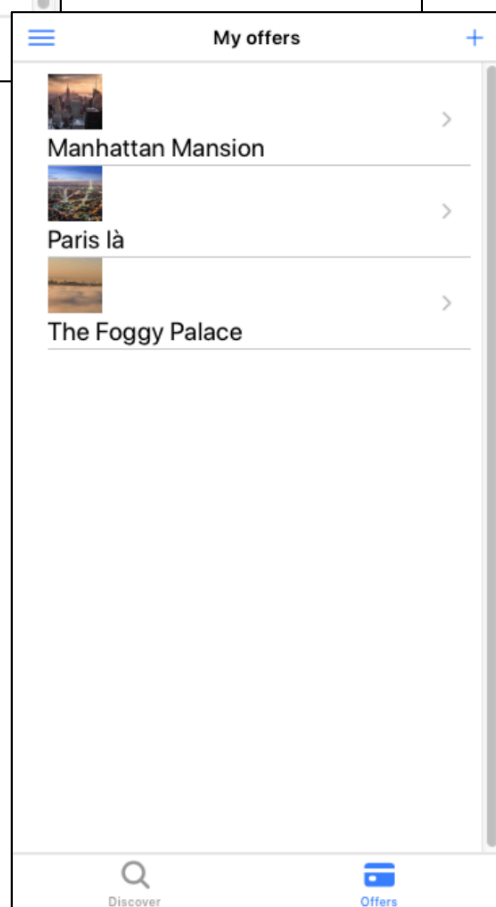 My offers
Manhattan Mansion
Paris là
The Foggy Palace
Discover
Offers